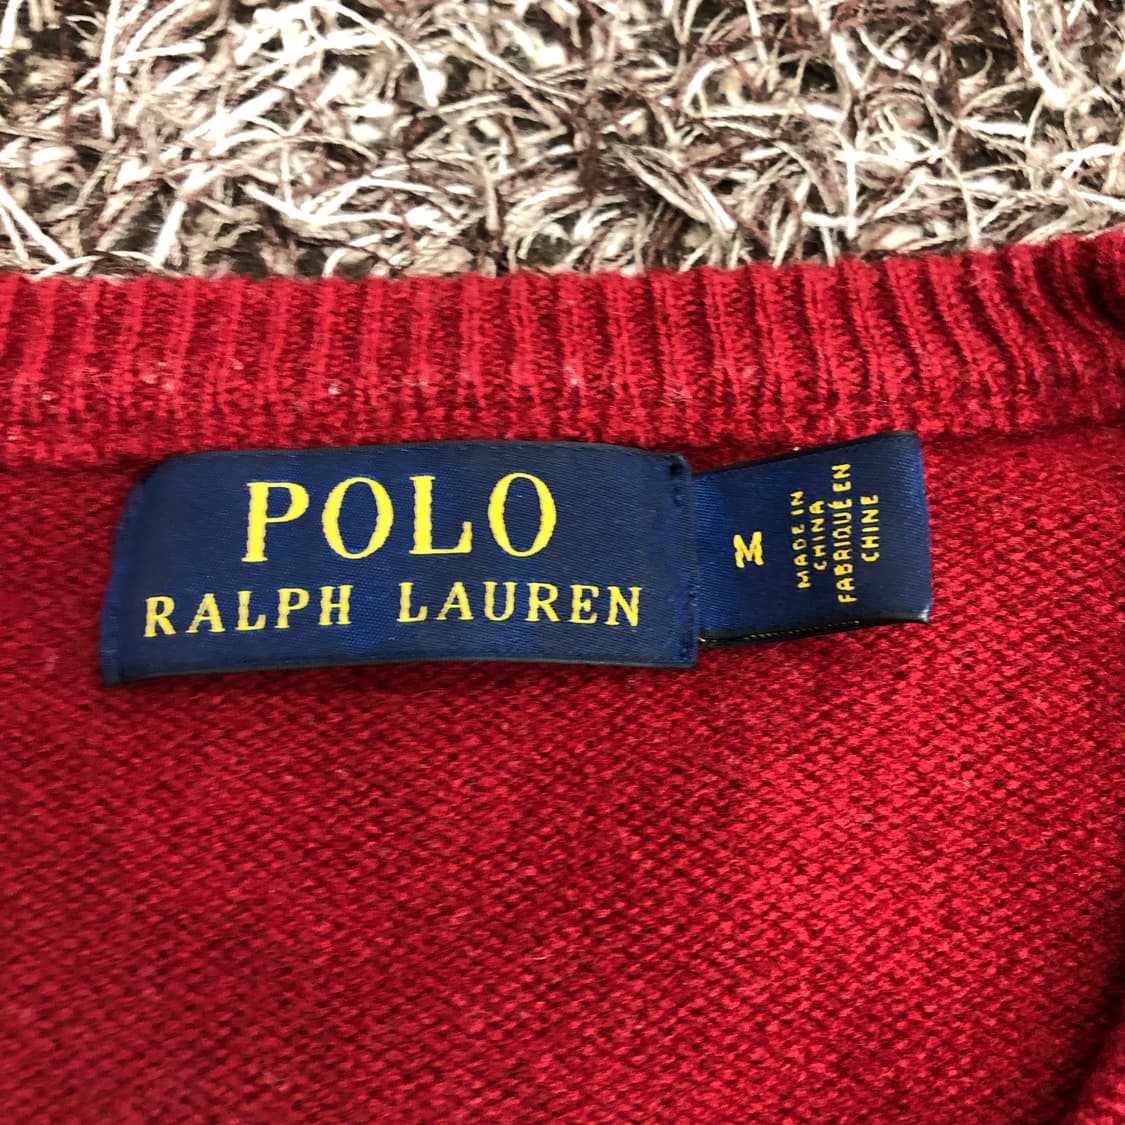 POLO
RALPH LAUREN
M
MADE IN
CHINA
FABRIQUÉ EN
CHINE